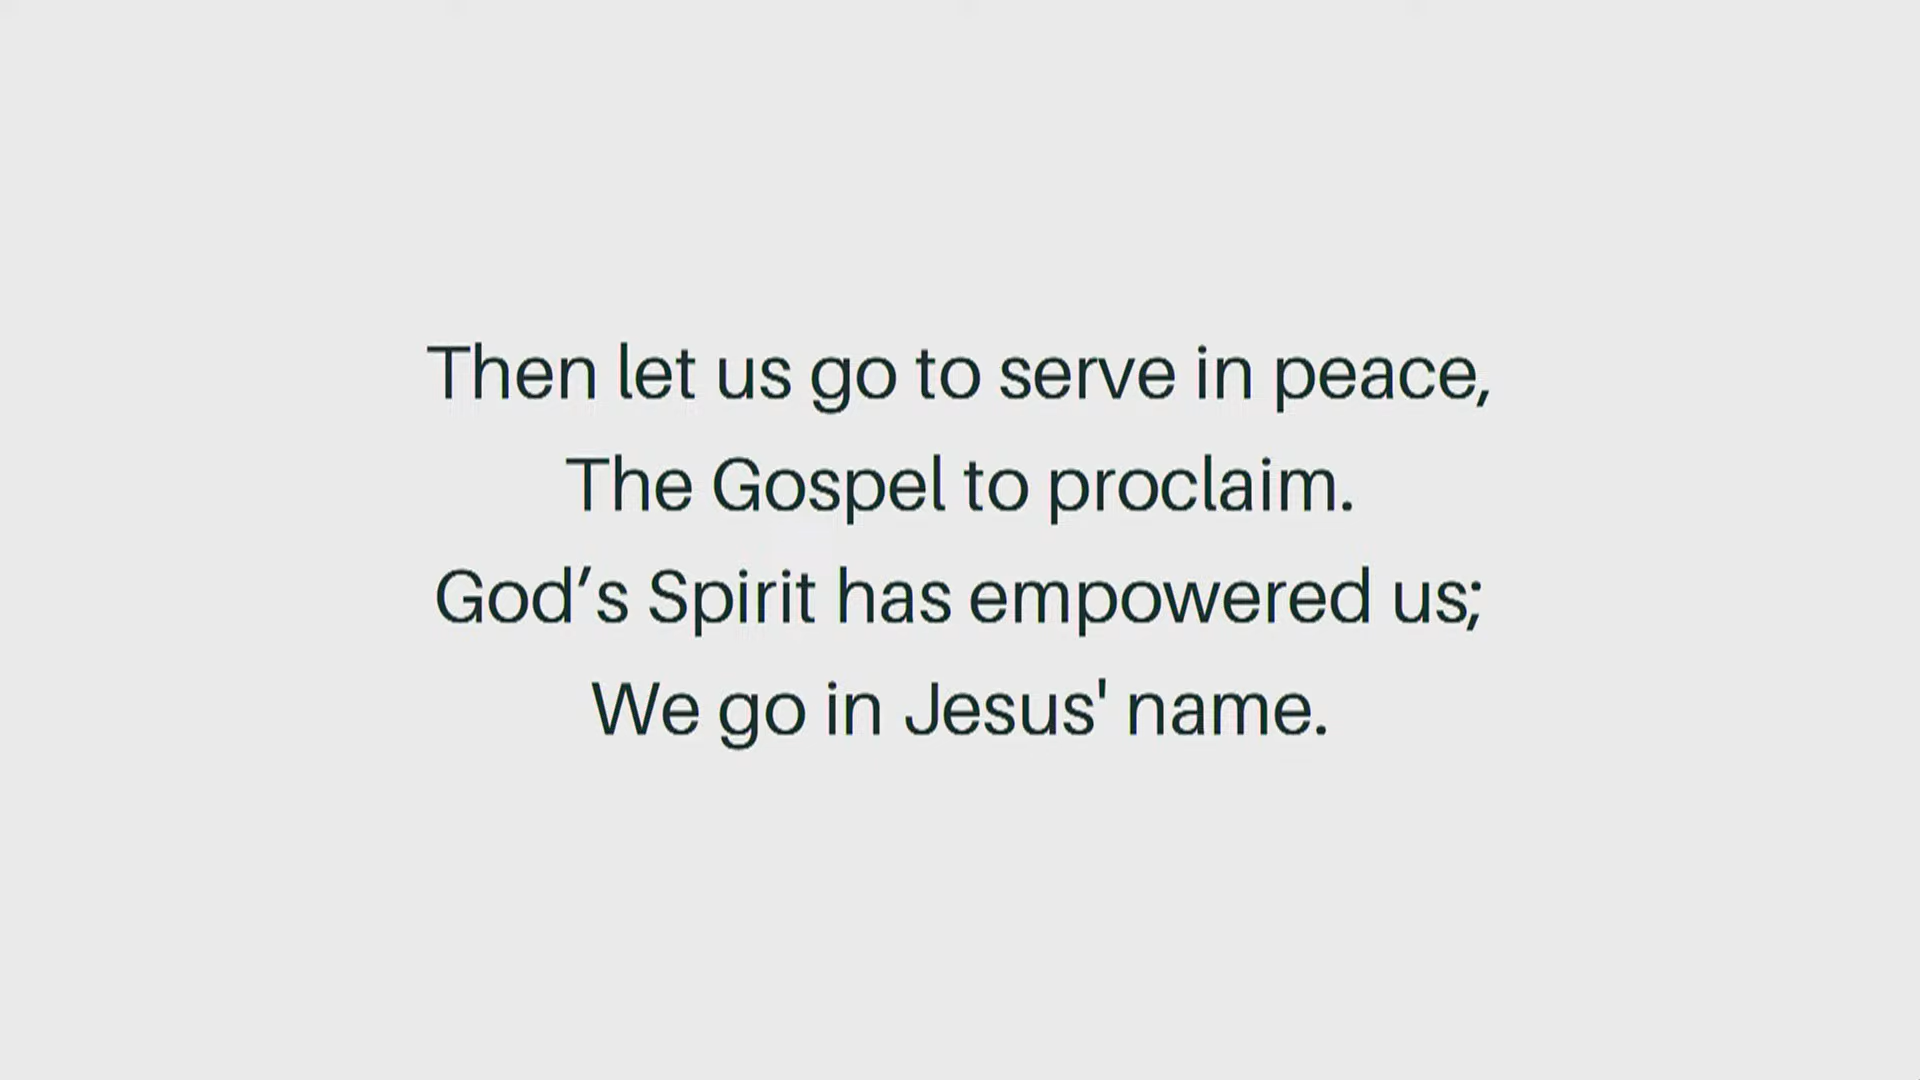 Then let us go to serve in peace,
The Gospel to proclaim.
God’s Spirit has empowered us;
We go in Jesus' name.